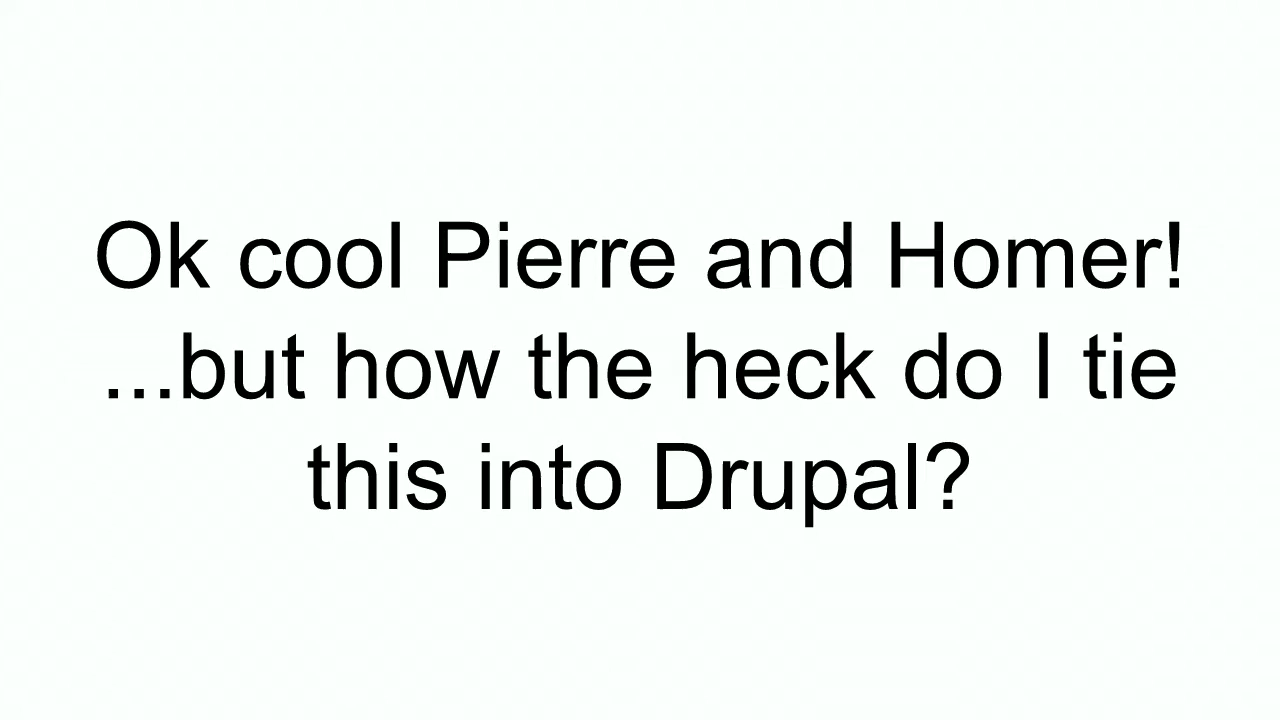 Ok cool Pierre and Homer!
...but how the heck do I tie
this into Drupal?